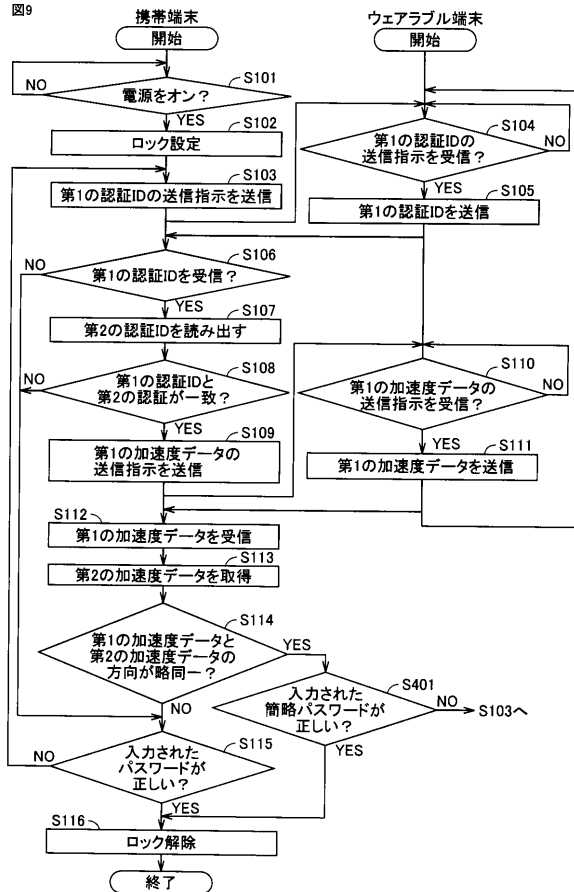 図9
携帯端末
開始
NO
S101
電源をオン？
YES
S102
ロック設定
S103
第1の認証IDの送信指示を送信
ウェアラブル端末
開始
S104
第1の認証IDの
送信指示を受信？
NO
YES
S105
第1の認証IDを送信
S106
NO
第1の認証IDを受信？
YES
S107
第2の認証IDを読み出す
S108
NO
第1の認証IDと
第2の認証が一致？
YES
S109
第1の加速度データの
送信指示を送信
S110
第1の加速度データの
送信指示を受信？
NO
YES
S111
第1の加速度データを送信
S112
第1の加速度データを受信
S113
第2の加速度データを取得
S114
第1の加速度データと
第2の加速度データの
方向が略同一？
YES
NO
S401
入力された
簡略パスワードが
正しい？
NO
S103へ
YES
S115
NO
入力された
パスワードが
正しい？
YES
S116
ロック解除
終了